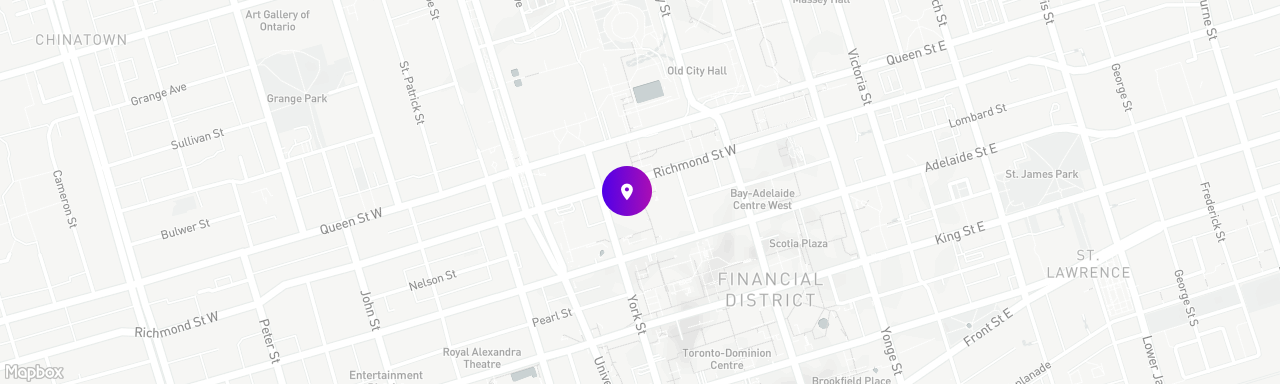 Massey Hall
Art Gallery of
Ontario
CHINATOWN
Queen St E
Old City Hall
Victoria St
George St
Grange Ave
St. Patrick St
Grange Park
Lombard St
Sullivan St
Richmond St W
Adelaide St E
St. James Park
Cameron St
Bay-Adelaide
Centre West
Frederick St
Queen St W
Bulwer St
King St E
Scotia Plaza
ST.
LAWRENCE
Nelson St
FINANCIAL
DISTRICT
George St S
John St
York St
Pearl St
Richmond St W
Peter St
Front St E
Yonge St
Royal Alexandra
Theatre
Toronto-Dominion
Centre
Entertainment
Brookfield Place
Mapbox